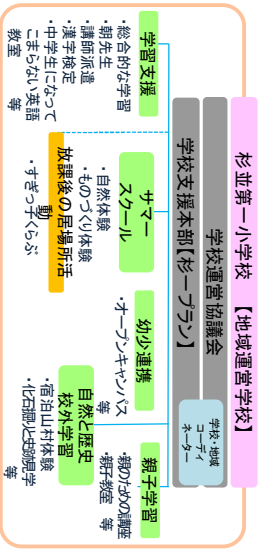 杉並第一小学校　【地域運営学校】
学校運営協議会
学校支援本部【杉一プラン】
学校・地域
コーディ
ネーター
学習支援
・総合的な学習
・朝先生
・講師派遣
・漢字検定
・中学生になって
こまらない英語
教室　等
サマー
スクール
・自然体験
・ものづくり体験
放課後の居場所活
動
・すぎっ子くらぶ
幼少連携
・オープンキャンパス
等
自然と歴史
校外学習
・宿泊山村体験
・化石掘りと史跡見学
等
親子学習
・親のための講座
・親子教室　等